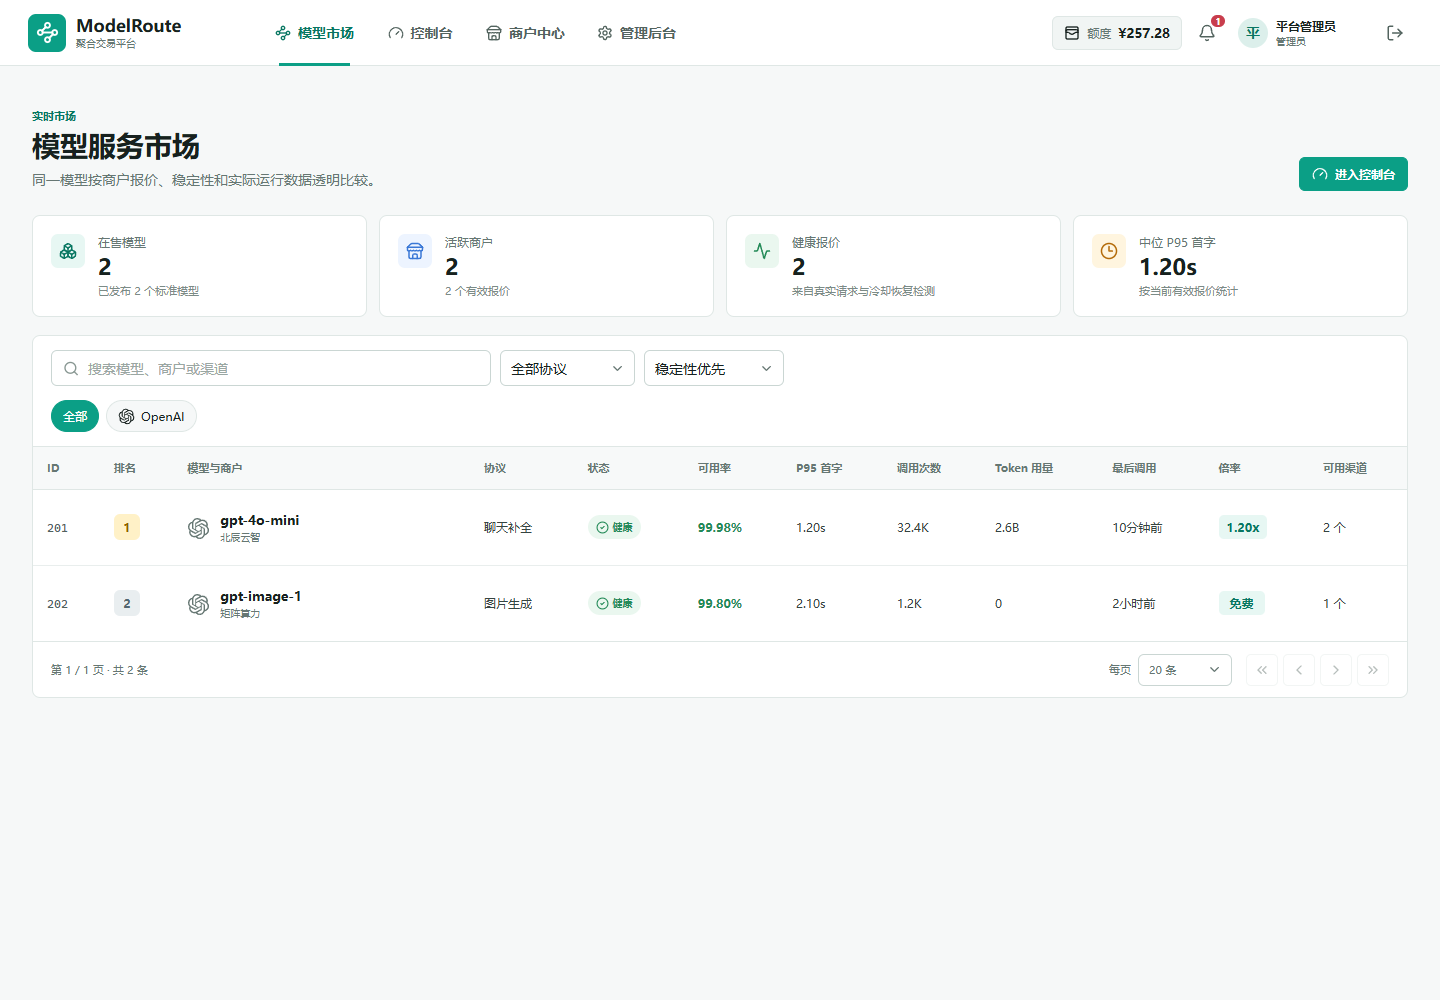 ModelRoute
聚合交易平台
模型市场
控制台
商户中心
管理后台
额度 ¥257.28
1
平
平台管理员
管理员
实时市场
模型服务市场
同一模型按商户报价、稳定性和实际运行数据透明比较。
进入控制台
在售模型
2
已发布 2 个标准模型
活跃商户
2
2 个有效报价
健康报价
2
来自真实请求与冷却恢复检测
中位 P95 首字
1.20s
按当前有效报价统计
搜索模型、商户或渠道
全部协议
稳定性优先
全部
OpenAI
ID 排名 模型与商户 协议 状态 可用率 P95 首字 调用次数 Token 用量 最后调用 倍率 可用渠道
201 1 gpt-4o-mini 聊天补全 健康 99.98% 1.20s 32.4K 2.6B 10分钟前 1.20x 2 个
北辰云智
202 2 gpt-image-1 图片生成 健康 99.80% 2.10s 1.2K 0 2小时前 免费 1 个
矩阵算力
第 1 / 1 页 · 共 2 条
每页 20 条